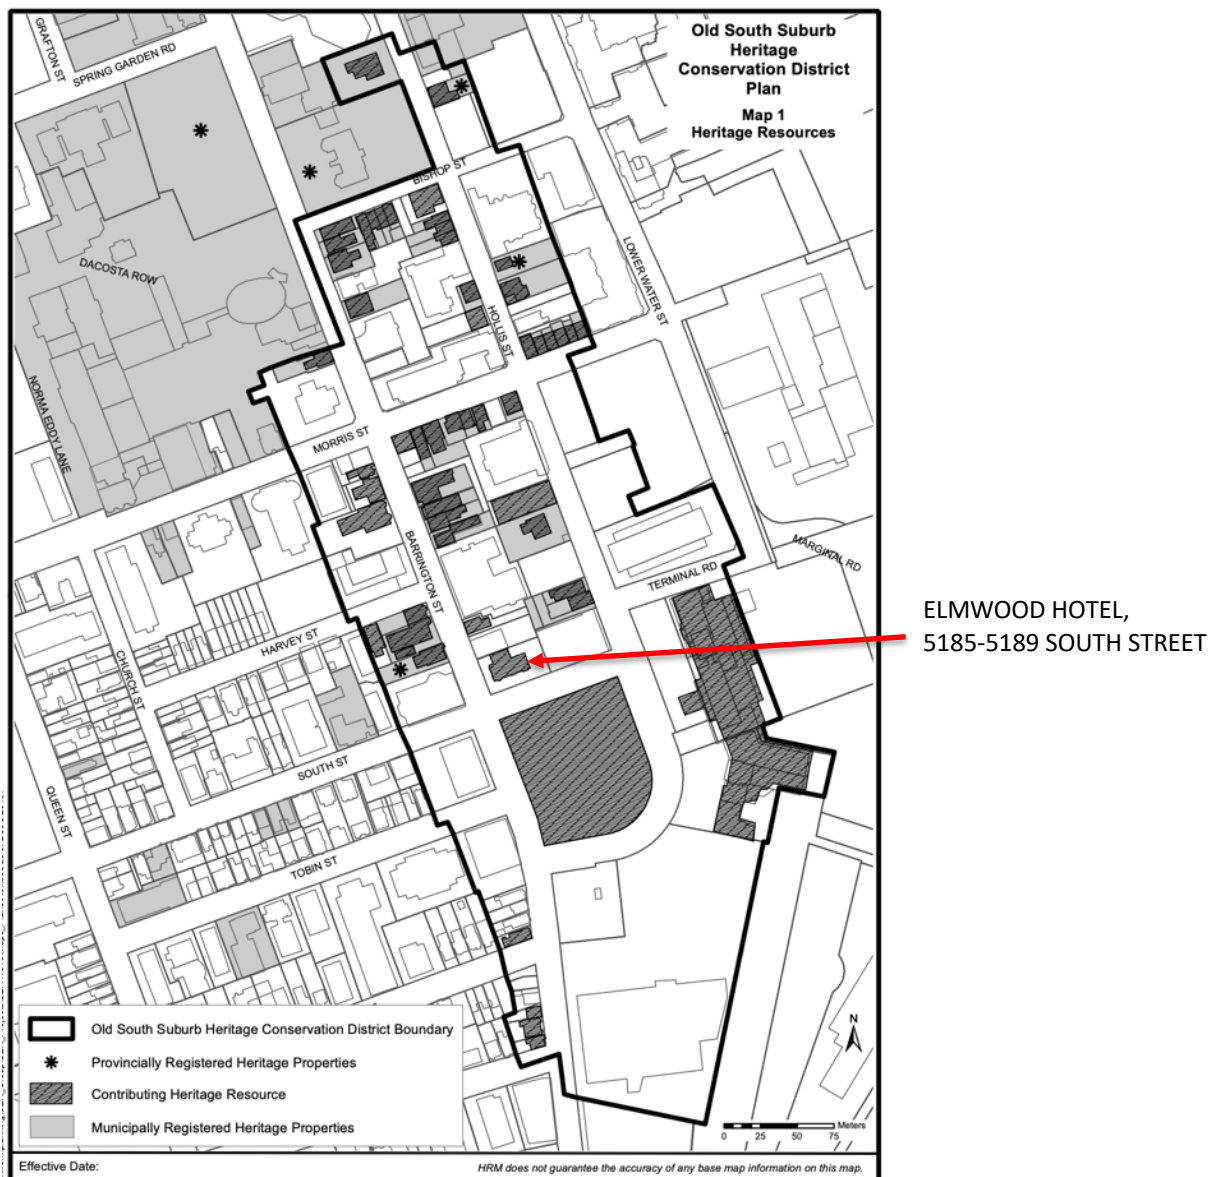 Old South Suburb
Heritage
Conservation District
Plan
Map 1
Heritage Resources
GRAFTON ST
SPRING GARDEN RD
BISHOP ST
DACOSTA ROW
LOWER WATER ST
HOLLIS ST
NORMA EDDY LANE
MORRIS ST
BARRINGTON ST
MARGINAL RD
TERMINAL RD
ELMWOOD HOTEL,
5185-5189 SOUTH STREET
HARVEY ST
CHURCH ST
SOUTH ST
QUEEN ST
TOBIN ST
Old South Suburb Heritage Conservation District Boundary
Provincially Registered Heritage Properties
Contributing Heritage Resource
Municipally Registered Heritage Properties
N
Meters
0 25 50 75
Effective Date:
HRM does not guarantee the accuracy of any base map information on this map.